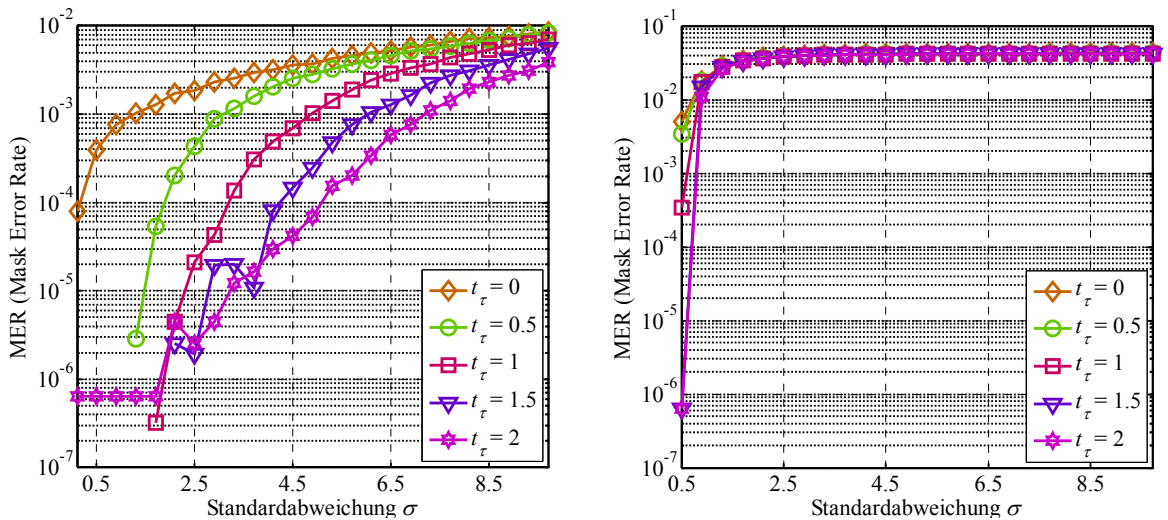 MER (Mask Error Rate)
10^-2
10^-3
10^-4
10^-5
10^-6
10^-7
0.5 2.5 4.5 6.5 8.5
Standardabweichung σ
t_τ = 0
t_τ = 0.5
t_τ = 1
t_τ = 1.5
t_τ = 2
MER (Mask Error Rate)
10^-1
10^-2
10^-3
10^-4
10^-5
10^-6
10^-7
0.5 2.5 4.5 6.5 8.5
Standardabweichung σ
t_τ = 0
t_τ = 0.5
t_τ = 1
t_τ = 1.5
t_τ = 2